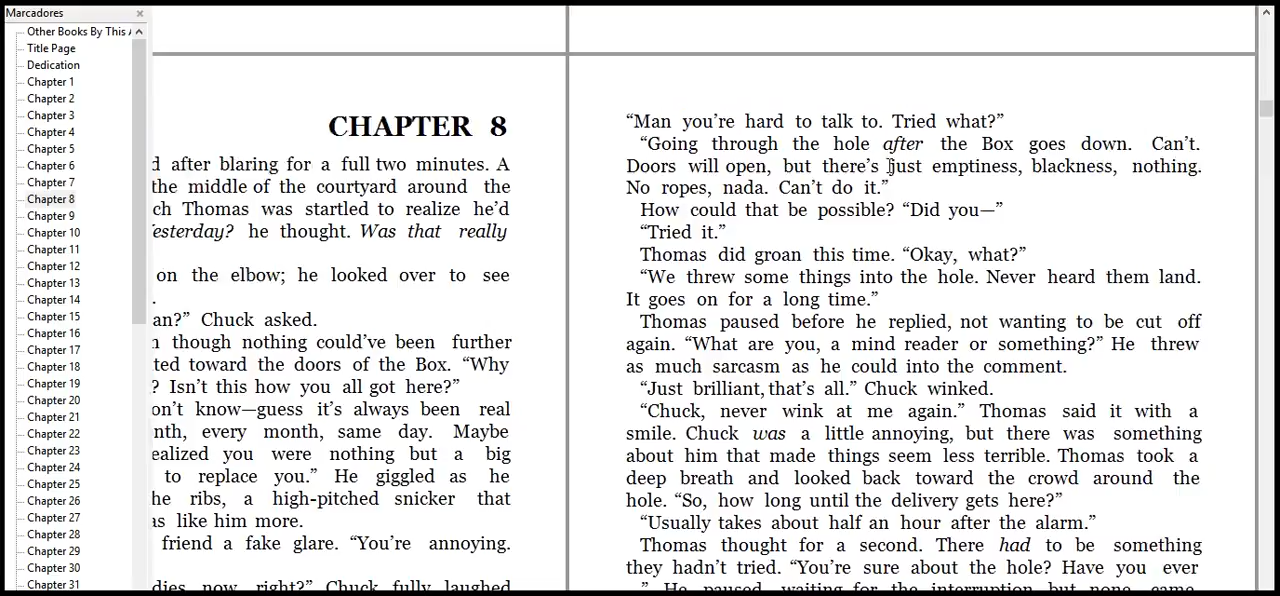 Marcadores
Other Books By This
Title Page
Dedication
Chapter 1
Chapter 2
Chapter 3
Chapter 4
Chapter 5
Chapter 6
Chapter 7
Chapter 8
Chapter 9
Chapter 10
Chapter 11
Chapter 12
Chapter 13
Chapter 14
Chapter 15
Chapter 16
Chapter 17
Chapter 18
Chapter 19
Chapter 20
Chapter 21
Chapter 22
Chapter 23
Chapter 24
Chapter 25
Chapter 26
Chapter 27
Chapter 28
Chapter 29
Chapter 30
Chapter 31
CHAPTER 8
d after blaring for a full two minutes. A
the middle of the courtyard around the
ch Thomas was startled to realize he’d
Yesterday? he thought. Was that really
on the elbow; he looked over to see
.
an?” Chuck asked.
though nothing could’ve been further
ted toward the doors of the Box. “Why
? Isn’t this how you all got here?”
on’t know—guess it’s always been real
nth, every month, same day. Maybe
ealized you were nothing but a big
to replace you.” He giggled as he
he ribs, a high-pitched snicker that
as like him more.
friend a fake glare. “You’re annoying.
dies now, right?” Chuck fully laughed
“Man you’re hard to talk to. Tried what?”
“Going through the hole after the Box goes down. Can’t.
Doors will open, but there’s just emptiness, blackness, nothing.
No ropes, nada. Can’t do it.”
How could that be possible? “Did you—”
“Tried it.”
Thomas did groan this time. “Okay, what?”
“We threw some things into the hole. Never heard them land.
It goes on for a long time.”
Thomas paused before he replied, not wanting to be cut off
again. “What are you, a mind reader or something?” He threw
as much sarcasm as he could into the comment.
“Just brilliant, that’s all.” Chuck winked.
“Chuck, never wink at me again.” Thomas said it with a
smile. Chuck was a little annoying, but there was something
about him that made things seem less terrible. Thomas took a
deep breath and looked back toward the crowd around the
hole. “So, how long until the delivery gets here?”
“Usually takes about half an hour after the alarm.”
Thomas thought for a second. There had to be something
they hadn’t tried. “You’re sure about the hole? Have you ever
” He paused, waiting for the interruption, but none came.